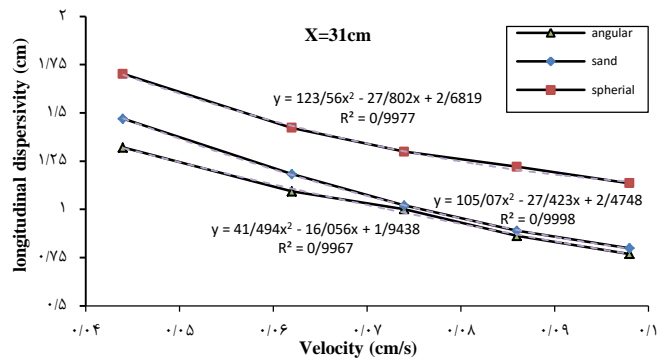 X=31cm
angular
sand
spherial
longitudinal dispersivity (cm)
۲
۱/۷۵
۱/۵
۱/۲۵
۱
۰/۷۵
۰/۵
y = 123/56x² - 27/802x + 2/6819
R² = 0/9977
105/07x² - 27/423x + 2/4748
R² = 0/9998
y = 41/494x² - 16/056x + 1/9438
R² = 0/9967
۰/۰۴ ۰/۰۵ ۰/۰۶ ۰/۰۷ ۰/۰۸ ۰/۰۹ ۰/۱
Velocity (cm/s)